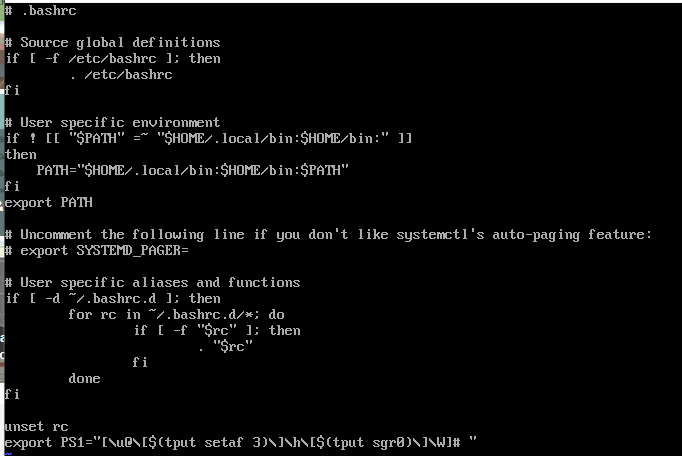 # .bashrc

# Source global definitions
if [ -f /etc/bashrc ]; then
        . /etc/bashrc
fi

# User specific environment
if ! [[ "$PATH" =~ "$HOME/.local/bin:$HOME/bin:" ]]
then
    PATH="$HOME/.local/bin:$HOME/bin:$PATH"
fi
export PATH

# Uncomment the following line if you don't like systemctl's auto-paging feature:
# export SYSTEMD_PAGER=

# User specific aliases and functions
if [ -d ~/.bashrc.d ]; then
        for rc in ~/.bashrc.d/*; do
                if [ -f "$rc" ]; then
                        . "$rc"
                fi
        done
fi

unset rc
export PS1="[\u@\[$(tput setaf 3)\]\h\[$(tput sgr0)\]\W]# "
~